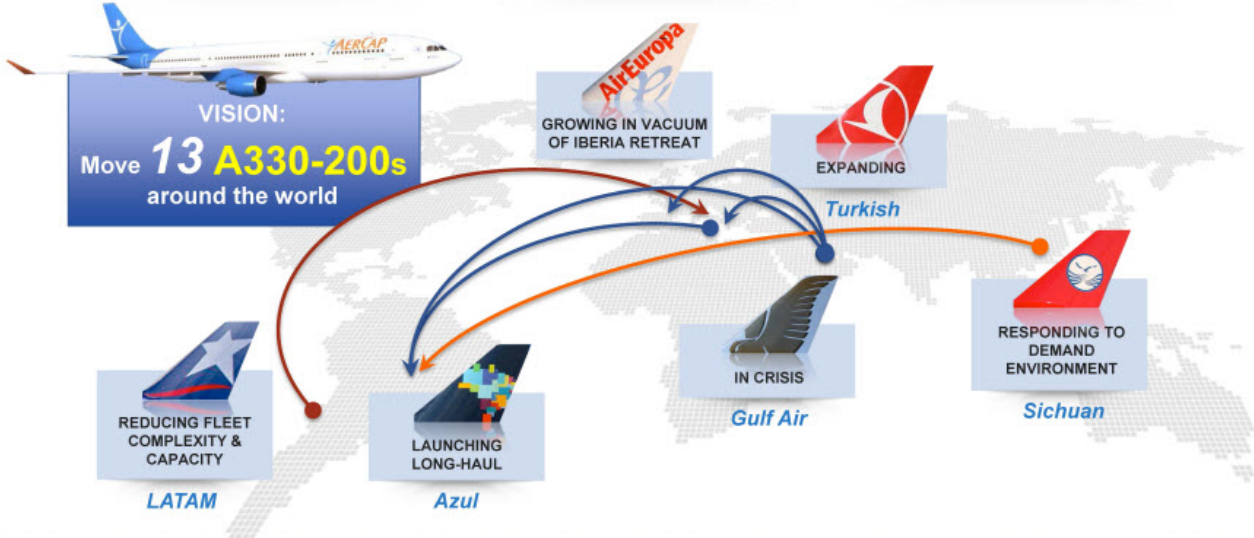 AERCAP
VISION:
Move 13 A330-200s
around the world
AirEuropa
GROWING IN VACUUM
OF IBERIA RETREAT
EXPANDING
Turkish
REDUCING FLEET
COMPLEXITY &
CAPACITY
LATAM
LAUNCHING
LONG-HAUL
Azul
IN CRISIS
Gulf Air
RESPONDING TO
DEMAND
ENVIRONMENT
Sichuan